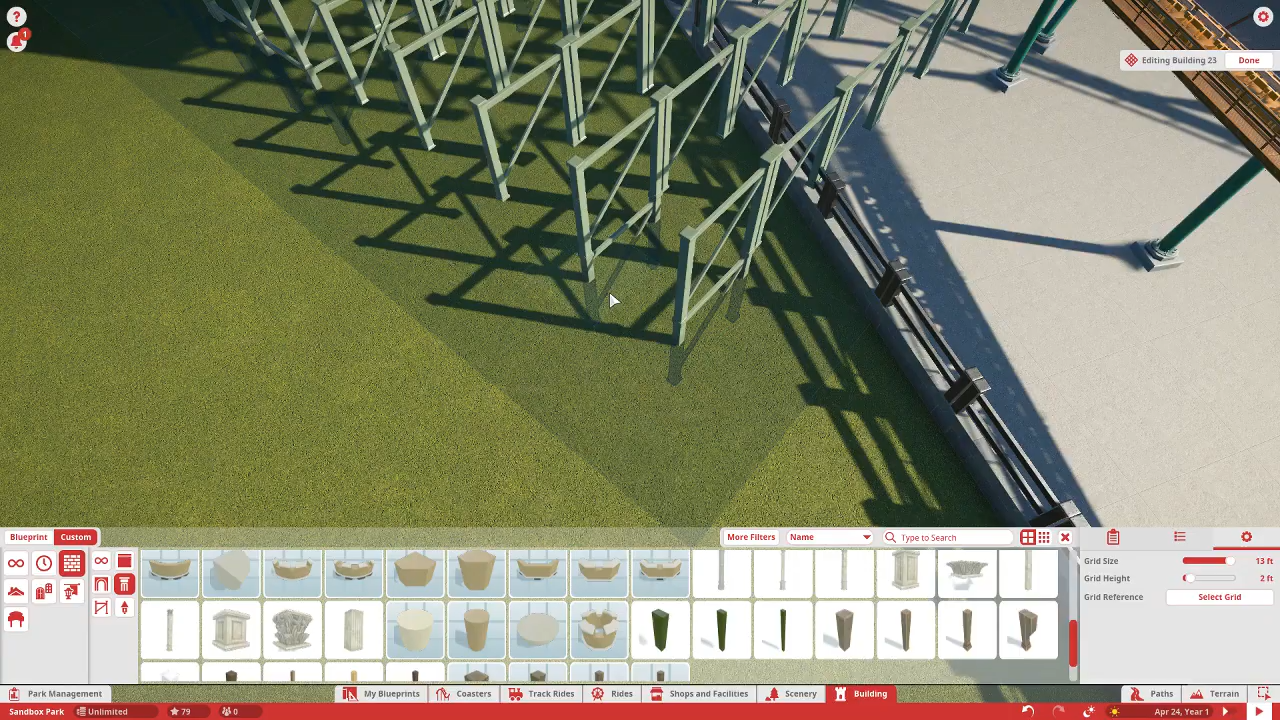 ?
1
Editing Building 23
Done
Blueprint
Custom
More Filters
Name
Type to Search
Grid Size
13 ft
Grid Height
2 ft
Grid Reference
Select Grid
Park Management
My Blueprints
Coasters
Track Rides
Rides
Shops and Facilities
Scenery
Building
Paths
Terrain
Sandbox Park
Unlimited
79
0
Apr 24, Year 1